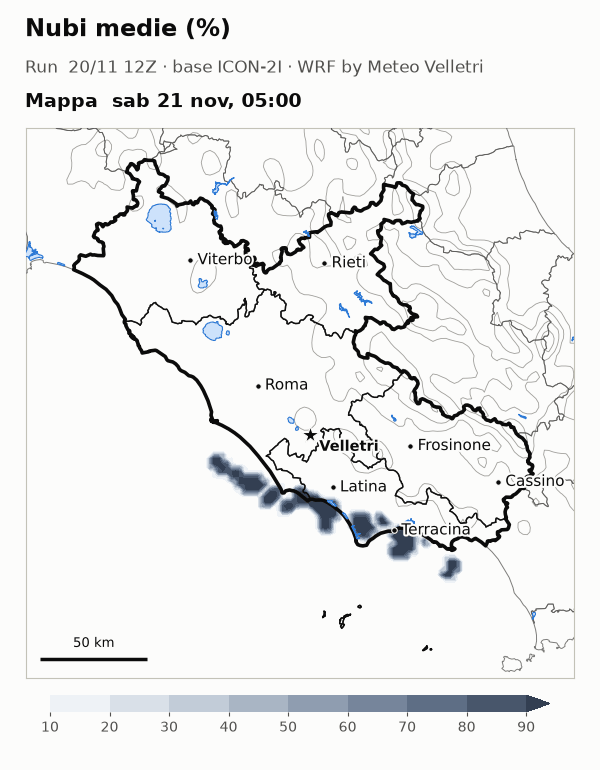 Nubi medie (%)
Run 20/11 12Z · base ICON-2I · WRF by Meteo Velletri
Mappa sab 21 nov, 05:00
Viterbo
Rieti
Roma
Velletri
Frosinone
Cassino
Latina
Terracina
50 km
10 20 30 40 50 60 70 80 90